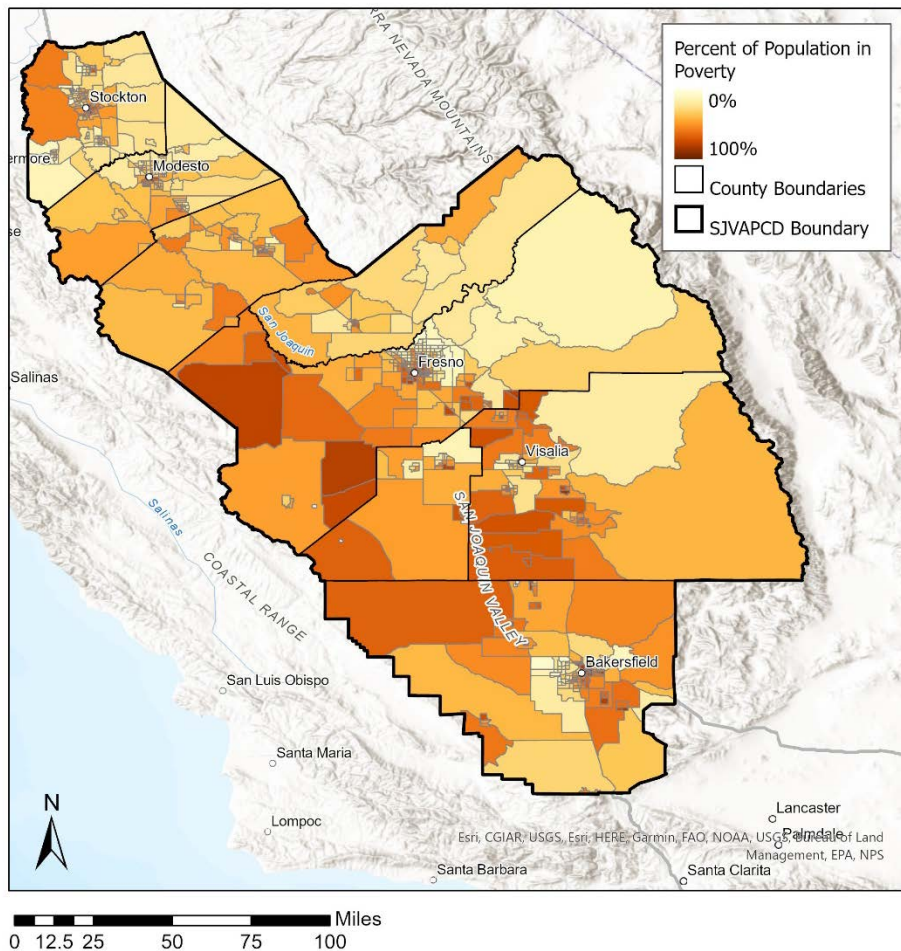 Percent of Population in
Poverty
0%
100%
County Boundaries
SJVAPCD Boundary
RRA NEVADA MOUNTAINS
Stockton
ermore
Modesto
se
San Joaquin
Fresno
Salinas
Visalia
Salinas
SAN JOAQUIN VALLEY
COASTAL RANGE
Bakersfield
San Luis Obispo
Santa Maria
Lancaster
Lompoc
Palmdale
Esri, CGIAR, USGS, Esri, HERE, Garmin, FAO, NOAA, USGS, Bureau of Land
Management, EPA, NPS
N
Santa Barbara
Santa Clarita
Miles
0 12.5 25 50 75 100